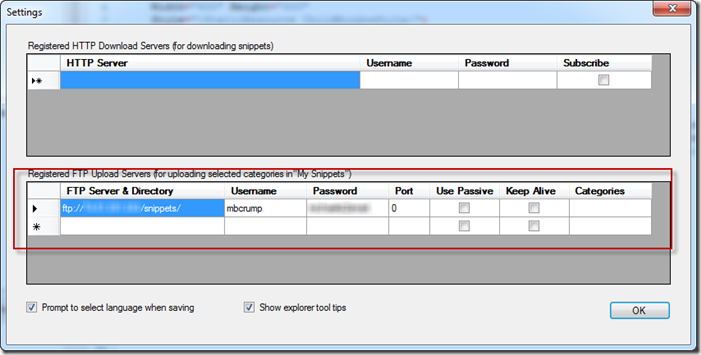 Settings
Registered HTTP Download Servers (for downloading snippets)
HTTP Server Username Password Subscribe
Registered FTP Upload Servers (for uploading selected categories in "My Snippets")
FTP Server & Directory Username Password Port Use Passive Keep Alive Categories
ftp:// /snippets/ mbcrump 0
Prompt to select language when saving Show explorer tool tips OK